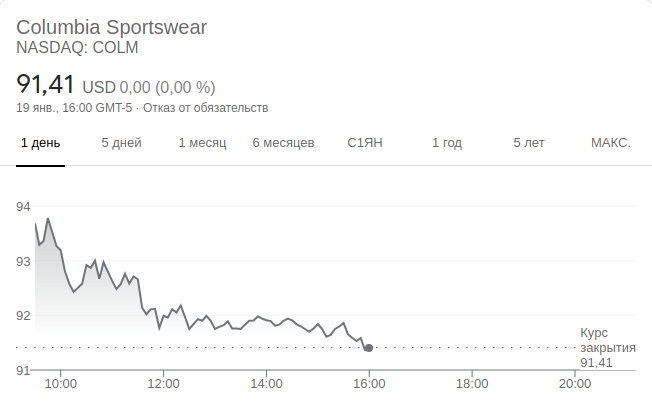 Columbia Sportswear
NASDAQ: COLM
91,41 USD 0,00 (0,00 %)
19 янв., 16:00 GMT-5 · Отказ от обязательств
1 день 5 дней 1 месяц 6 месяцев С1ЯН 1 год 5 лет МАКС.
94
93
92
91
Курс
закрытия
91,41
10:00 12:00 14:00 16:00 18:00 20:00